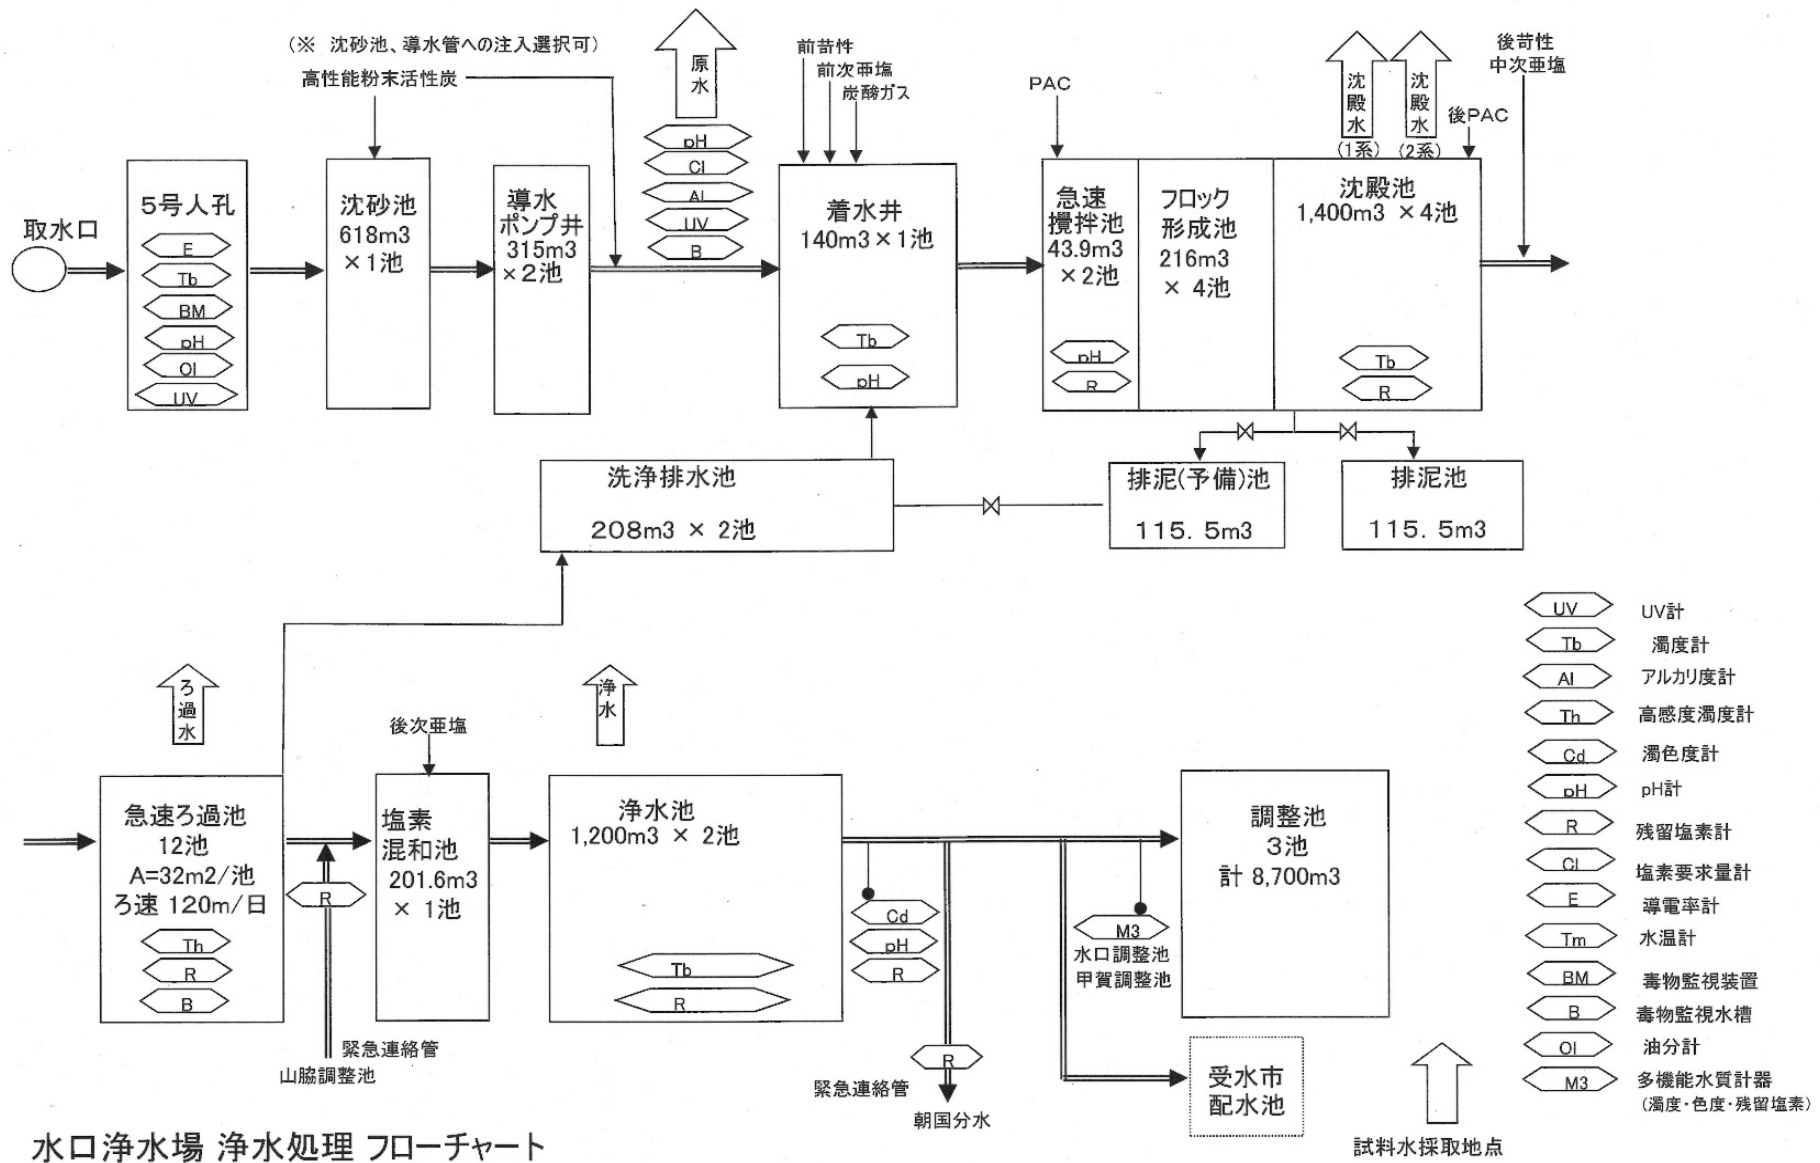 (※ 沈砂池、導水管への注入選択可)
高性能粉末活性炭
原水
前苛性
前次亜塩
炭酸ガス
PAC
沈殿水
(1系)
沈殿水
(2系)
後PAC
後苛性
中次亜塩
取水口
5号人孔
E
Tb
BM
pH
OI
UV
沈砂池
618m3
×1池
導水
ポンプ井
315m3
×2池
pH
Cl
Al
UV
B
着水井
140m3×1池
Tb
pH
急速
攪拌池
43.9m3
×2池
pH
R
フロック
形成池
216m3
× 4池
沈殿池
1,400m3 ×4池
Tb
R
洗浄排水池
208m3 × 2池
排泥(予備)池
115.5m3
排泥池
115.5m3
ろ過水
浄水
後次亜塩
急速ろ過池
12池
A=32m2/池
ろ速 120m/日
Th
R
B
R
緊急連絡管
山脇調整池
塩素
混和池
201.6m3
× 1池
浄水池
1,200m3 × 2池
Tb
R
Cd
pH
R
R
緊急連絡管
朝国分水
M3
水口調整池
甲賀調整池
調整池
3池
計 8,700m3
受水市
配水池
試料水採取地点
UV UV計
Tb 濁度計
Al アルカリ度計
Th 高感度濁度計
Cd 濁色度計
pH pH計
R 残留塩素計
Cl 塩素要求量計
E 導電率計
Tm 水温計
BM 毒物監視装置
B 毒物監視水槽
OI 油分計
M3 多機能水質計器
(濁度・色度・残留塩素)
水口浄水場 浄水処理 フローチャート